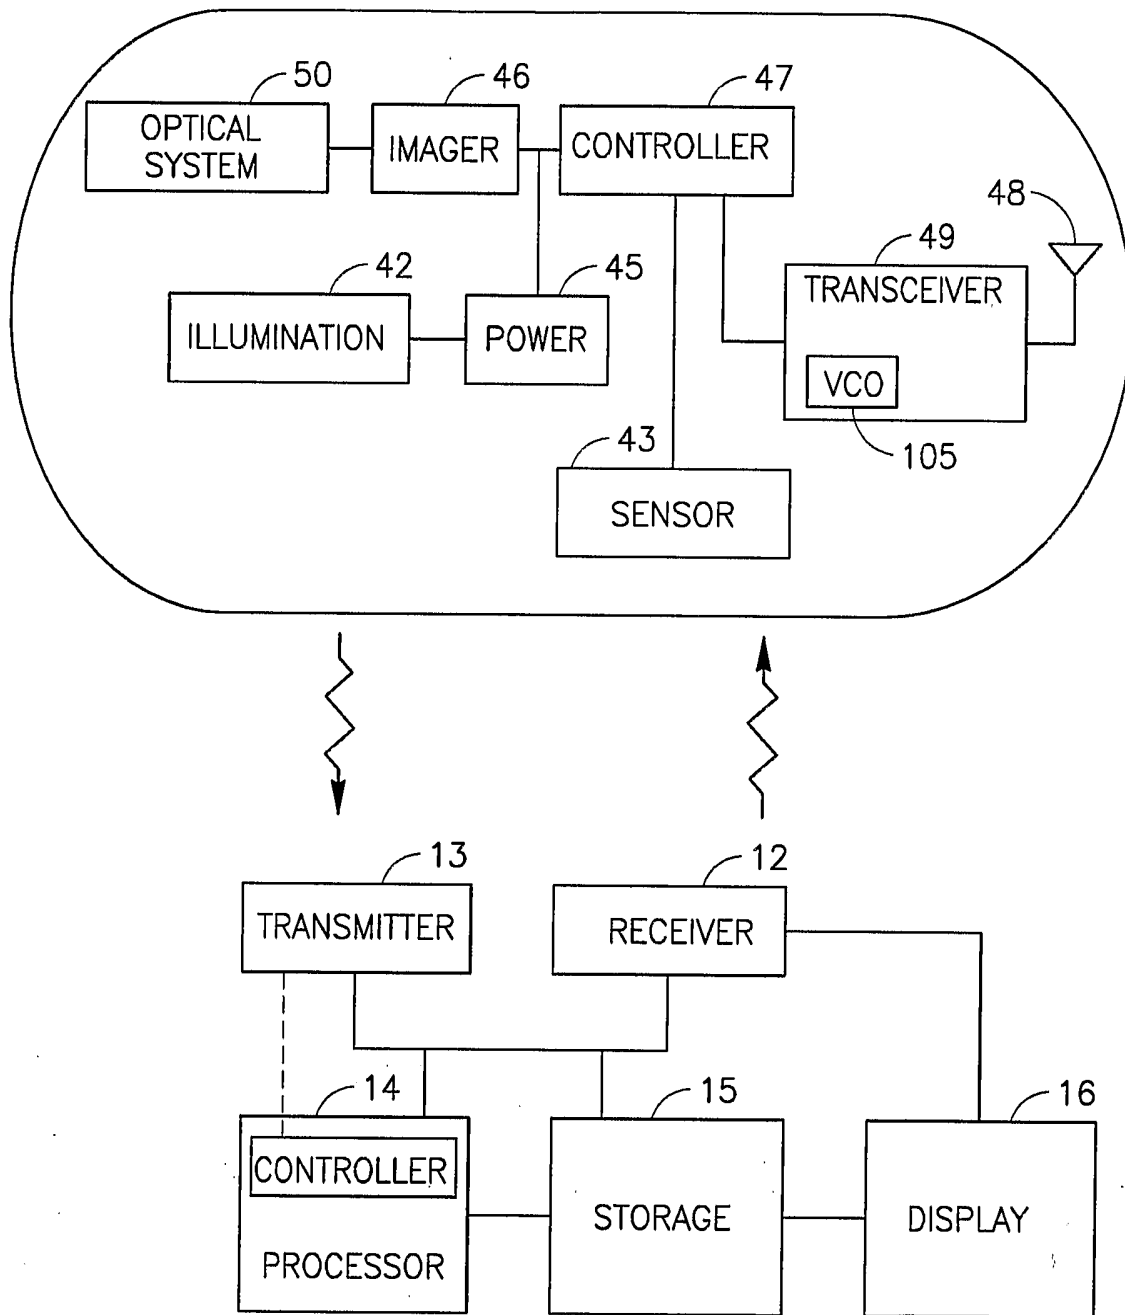 50
46
47
OPTICAL
SYSTEM
IMAGER
CONTROLLER
48
42
45
49
ILLUMINATION
POWER
TRANSCEIVER
VCO
43
105
SENSOR
13
12
TRANSMITTER
RECEIVER
14
15
16
CONTROLLER
PROCESSOR
STORAGE
DISPLAY